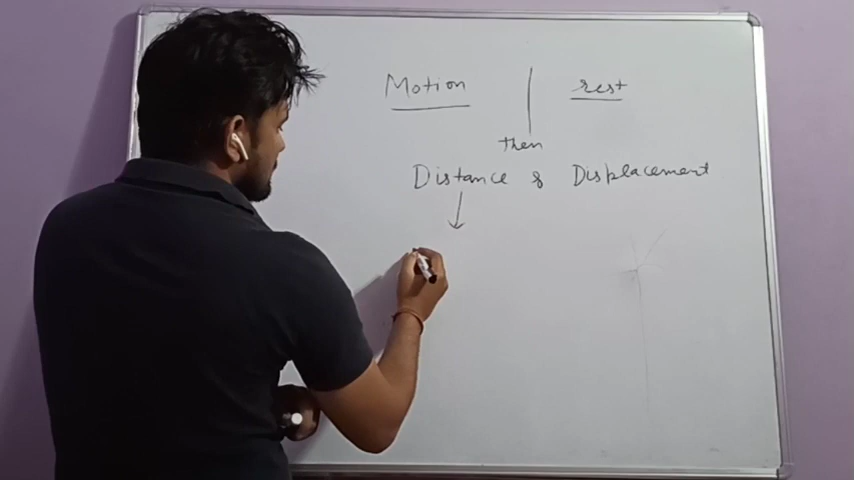 Motion | rest
then
Distance & Displacement